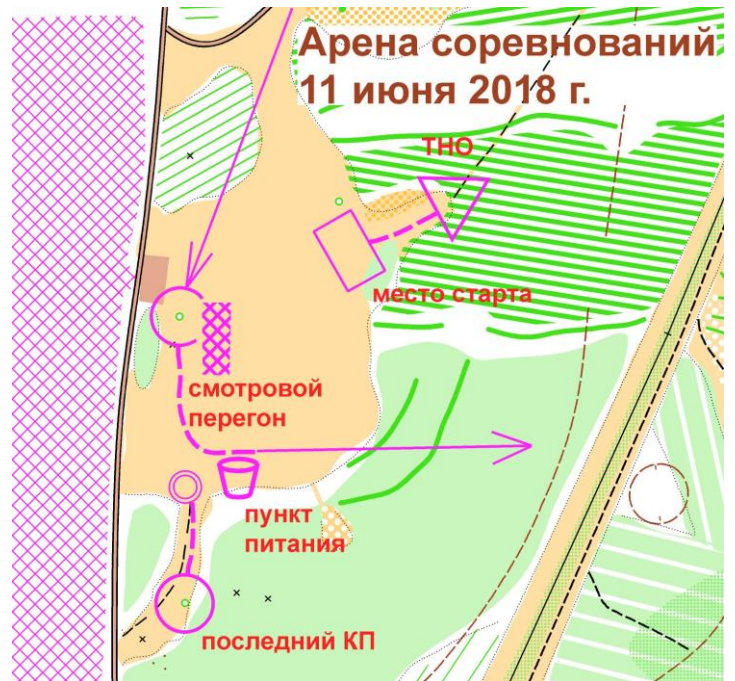 Арена соревнований
11 июня 2018 г.
ТНО
место старта
смотровой
перегон
пункт
питания
последний КП